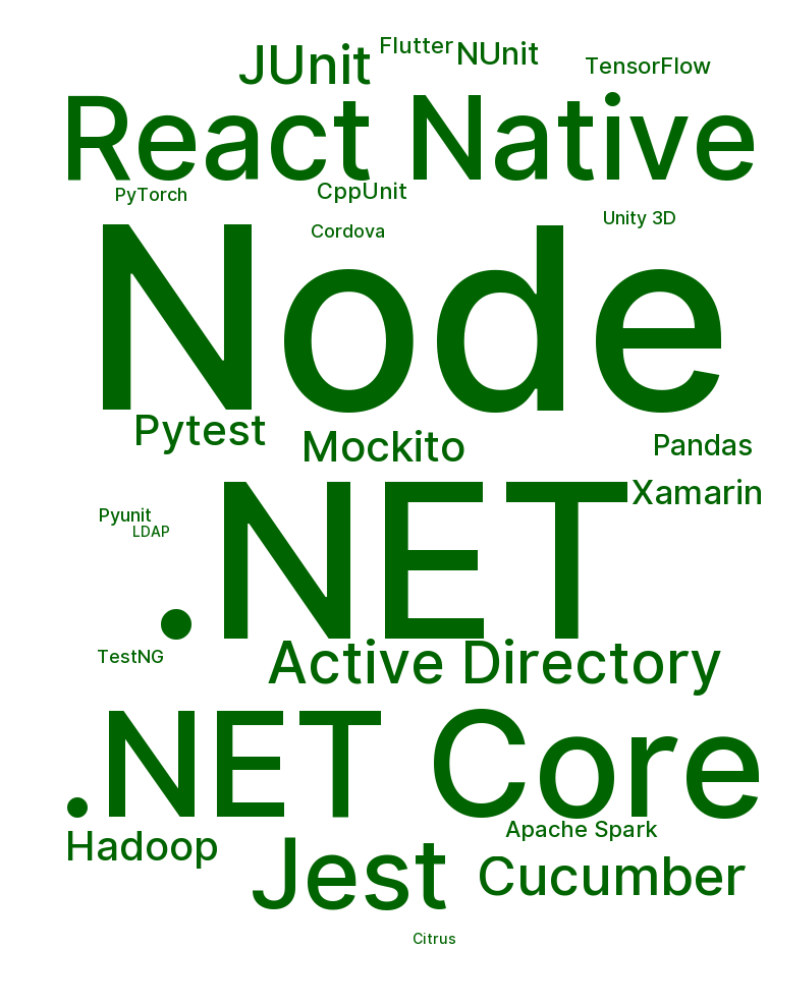 JUnit
Flutter
NUnit
TensorFlow
React Native
PyTorch
CppUnit
Cordova
Unity 3D
Node
Pytest
Mockito
Pandas
.NET
Xamarin
Pyunit
LDAP
TestNG
Active Directory
.NET Core
Hadoop
Apache Spark
Jest
Cucumber
Citrus